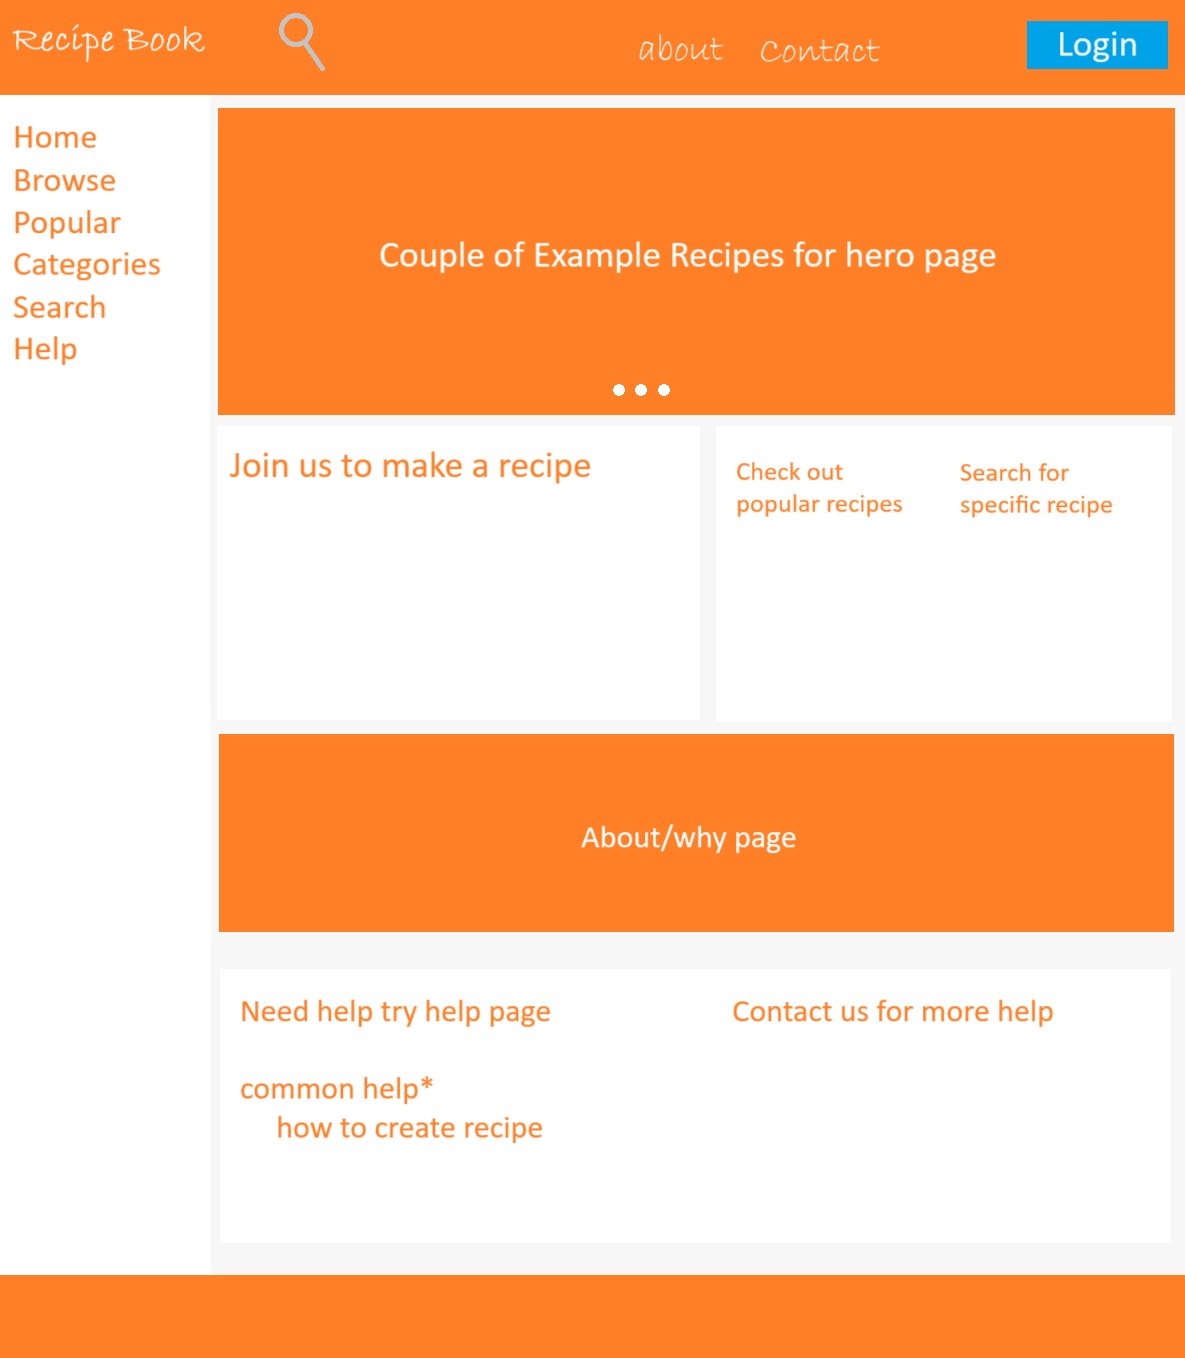 Recipe Book
about
Contact
Login
Home
Browse
Popular
Categories
Search
Help
Couple of Example Recipes for hero page
Join us to make a recipe
Check out
popular recipes
Search for
specific recipe
About/why page
Need help try help page
common help*
how to create recipe
Contact us for more help